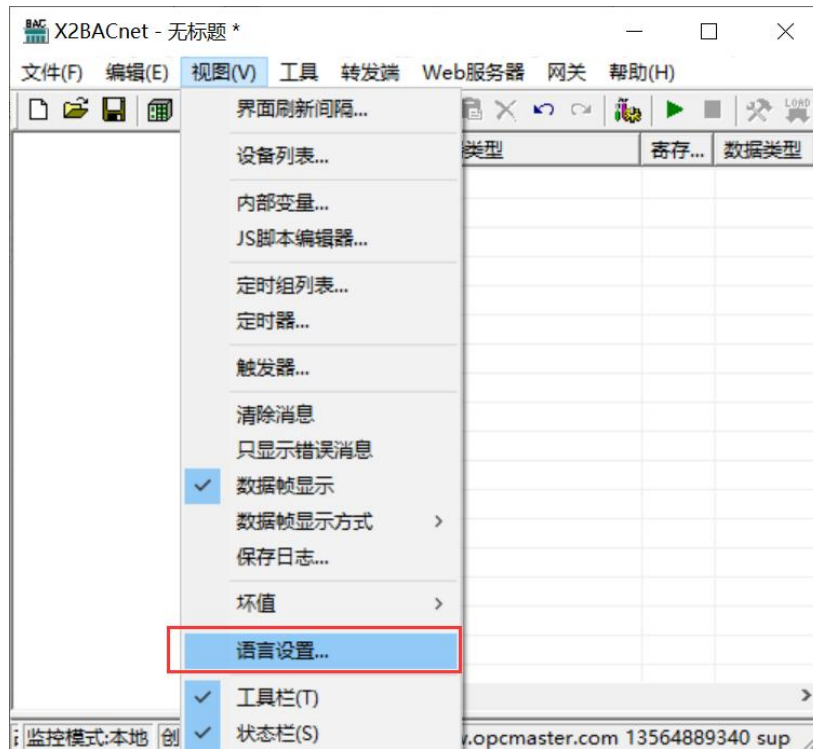 BAC
X2BACnet - 无标题 *
文件(F) 编辑(E) 视图(V) 工具 转发端 Web服务器 网关 帮助(H)
LOAD
界面刷新间隔...
类型 寄存... 数据类型
设备列表...
内部变量...
JS脚本编辑器...
定时组列表...
定时器...
触发器...
清除消息
只显示错误消息
数据帧显示
数据帧显示方式
保存日志...
坏值
语言设置...
工具栏(T)
状态栏(S)
监控模式:本地 创 .opcmaster.com 13564889340 sup